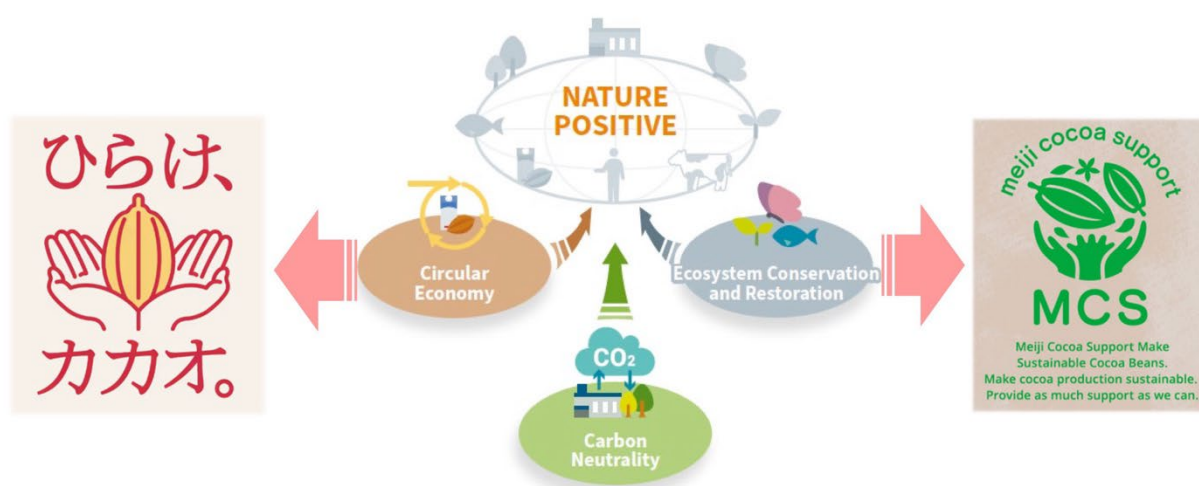 ひらけ、
カカオ。
NATURE
POSITIVE
Circular
Economy
Ecosystem Conservation
and Restoration
CO₂
Carbon
Neutrality
meiji cocoa support
MCS
Meiji Cocoa Support Make
Sustainable Cocoa Beans.
Make cocoa production sustainable.
Provide as much support as we can.